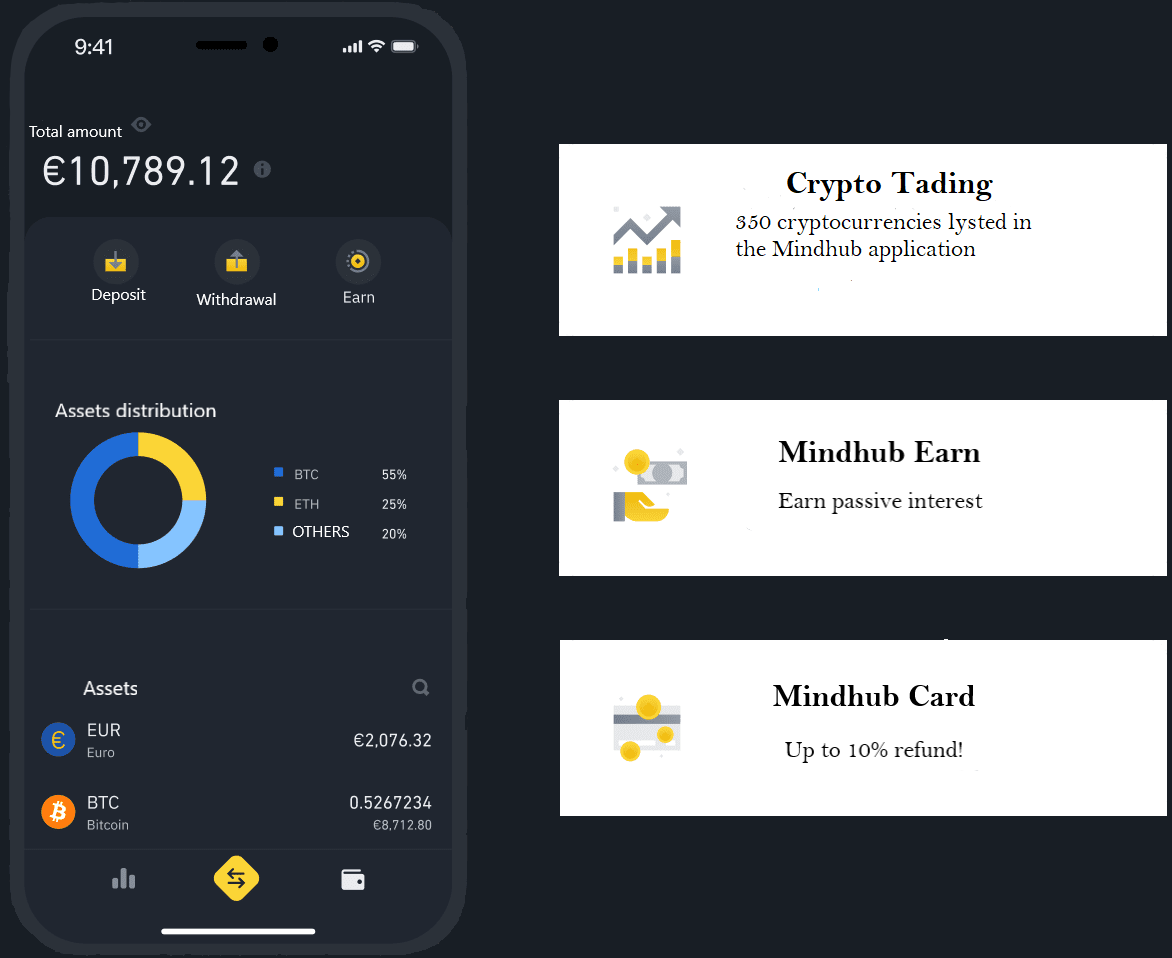 9:41
Total amount
€10,789.12
Deposit
Withdrawal
Earn
Assets distribution
BTC 55%
ETH 25%
OTHERS 20%
Assets
EUR
Euro
€2,076.32
BTC
Bitcoin
0.5267234
€8,712.80
Crypto Tading
350 cryptocurrencies lysted in
the Mindhub application
Mindhub Earn
Earn passive interest
Mindhub Card
Up to 10% refund!